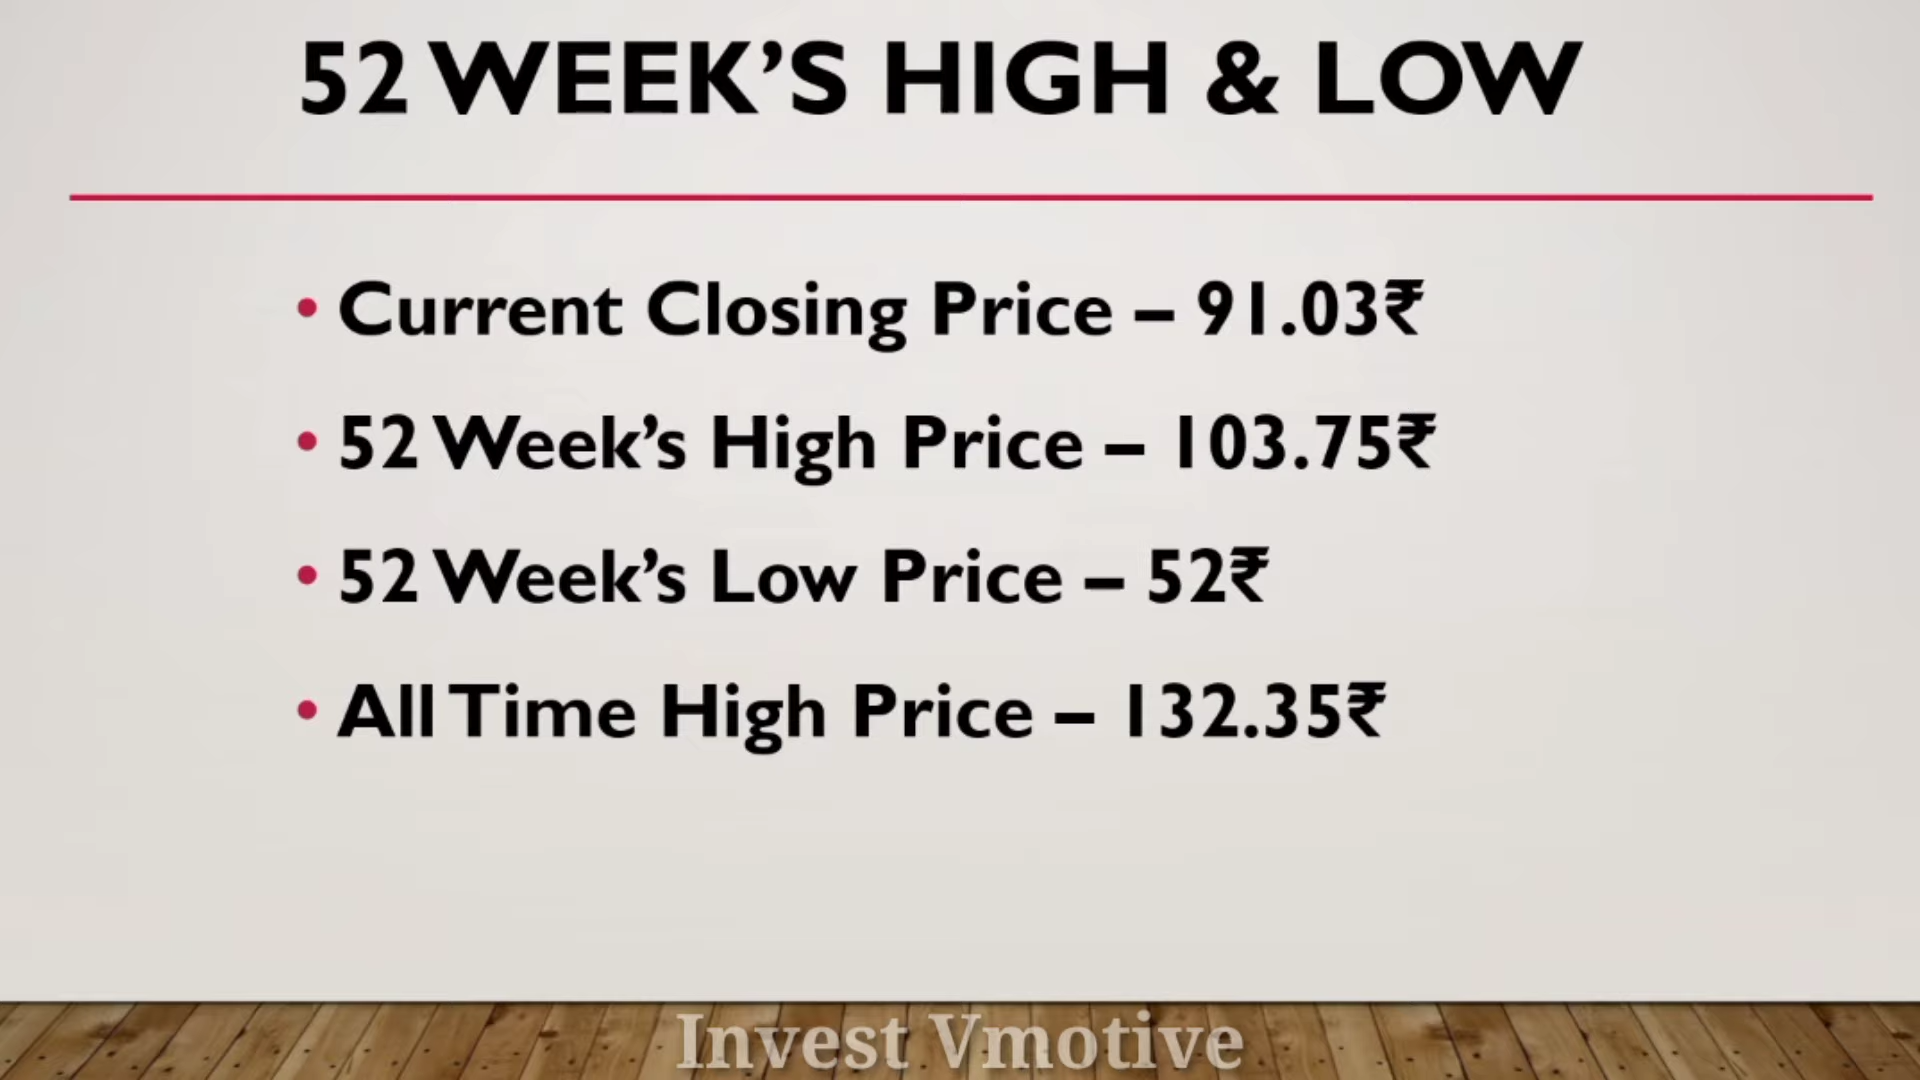 52 WEEK’S HIGH & LOW
• Current Closing Price – 91.03₹
• 52 Week’s High Price – 103.75₹
• 52 Week’s Low Price – 52₹
• All Time High Price – 132.35₹
Invest Vmotive